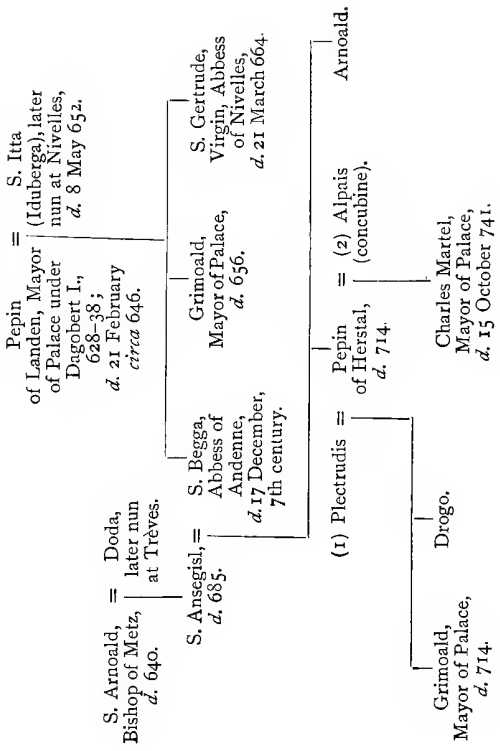 Pepin
of Landen, Mayor
of Palace under
Dagobert I.,
628–38;
d. 21 February
circa 646.
=
S. Itta
(Iduberga), later
nun at Nivelles,
d. 8 May 652.
S. Arnoald,
Bishop of Metz,
d. 640.
=
Doda,
later nun
at Trèves.
S. Ansegisl,
d. 685.
=
S. Begga,
Abbess of
Andenne,
d. 17 December,
7th century.
Grimoald,
Mayor of Palace,
d. 656.
S. Gertrude,
Virgin, Abbess
of Nivelles,
d. 21 March 664.
(1) Plectrudis
=
Pepin
of Herstal,
d. 714.
=
(2) Alpais
(concubine).
Arnoald.
Grimoald,
Mayor of Palace,
d. 714.
Drogo.
Charles Martel,
Mayor of Palace,
d. 15 October 741.